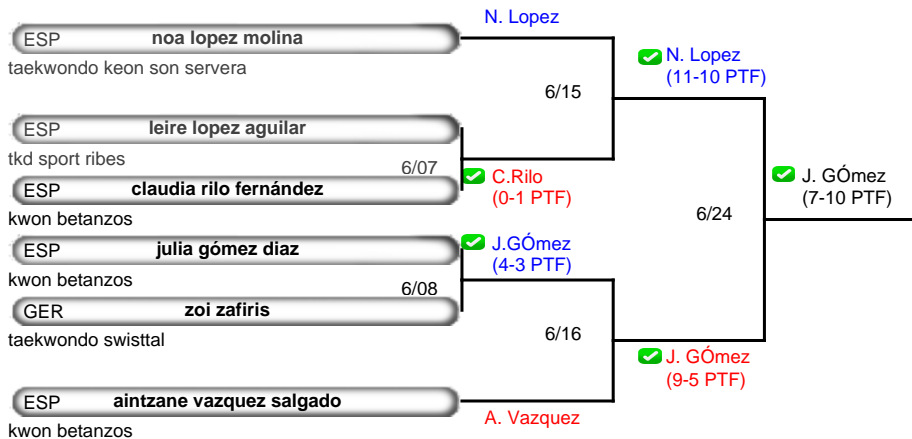 ESP noa lopez molina
taekwondo keon son servera
N. Lopez
ESP leire lopez aguilar
tkd sport ribes
6/07
ESP claudia rilo fernández
kwon betanzos
C.Rilo
(0-1 PTF)
6/15
N. Lopez
(11-10 PTF)
ESP julia gómez diaz
kwon betanzos
6/08
GER zoi zafiris
taekwondo swisttal
J.GÓmez
(4-3 PTF)
6/16
ESP aintzane vazquez salgado
kwon betanzos
A. Vazquez
J. GÓmez
(9-5 PTF)
6/24
J. GÓmez
(7-10 PTF)